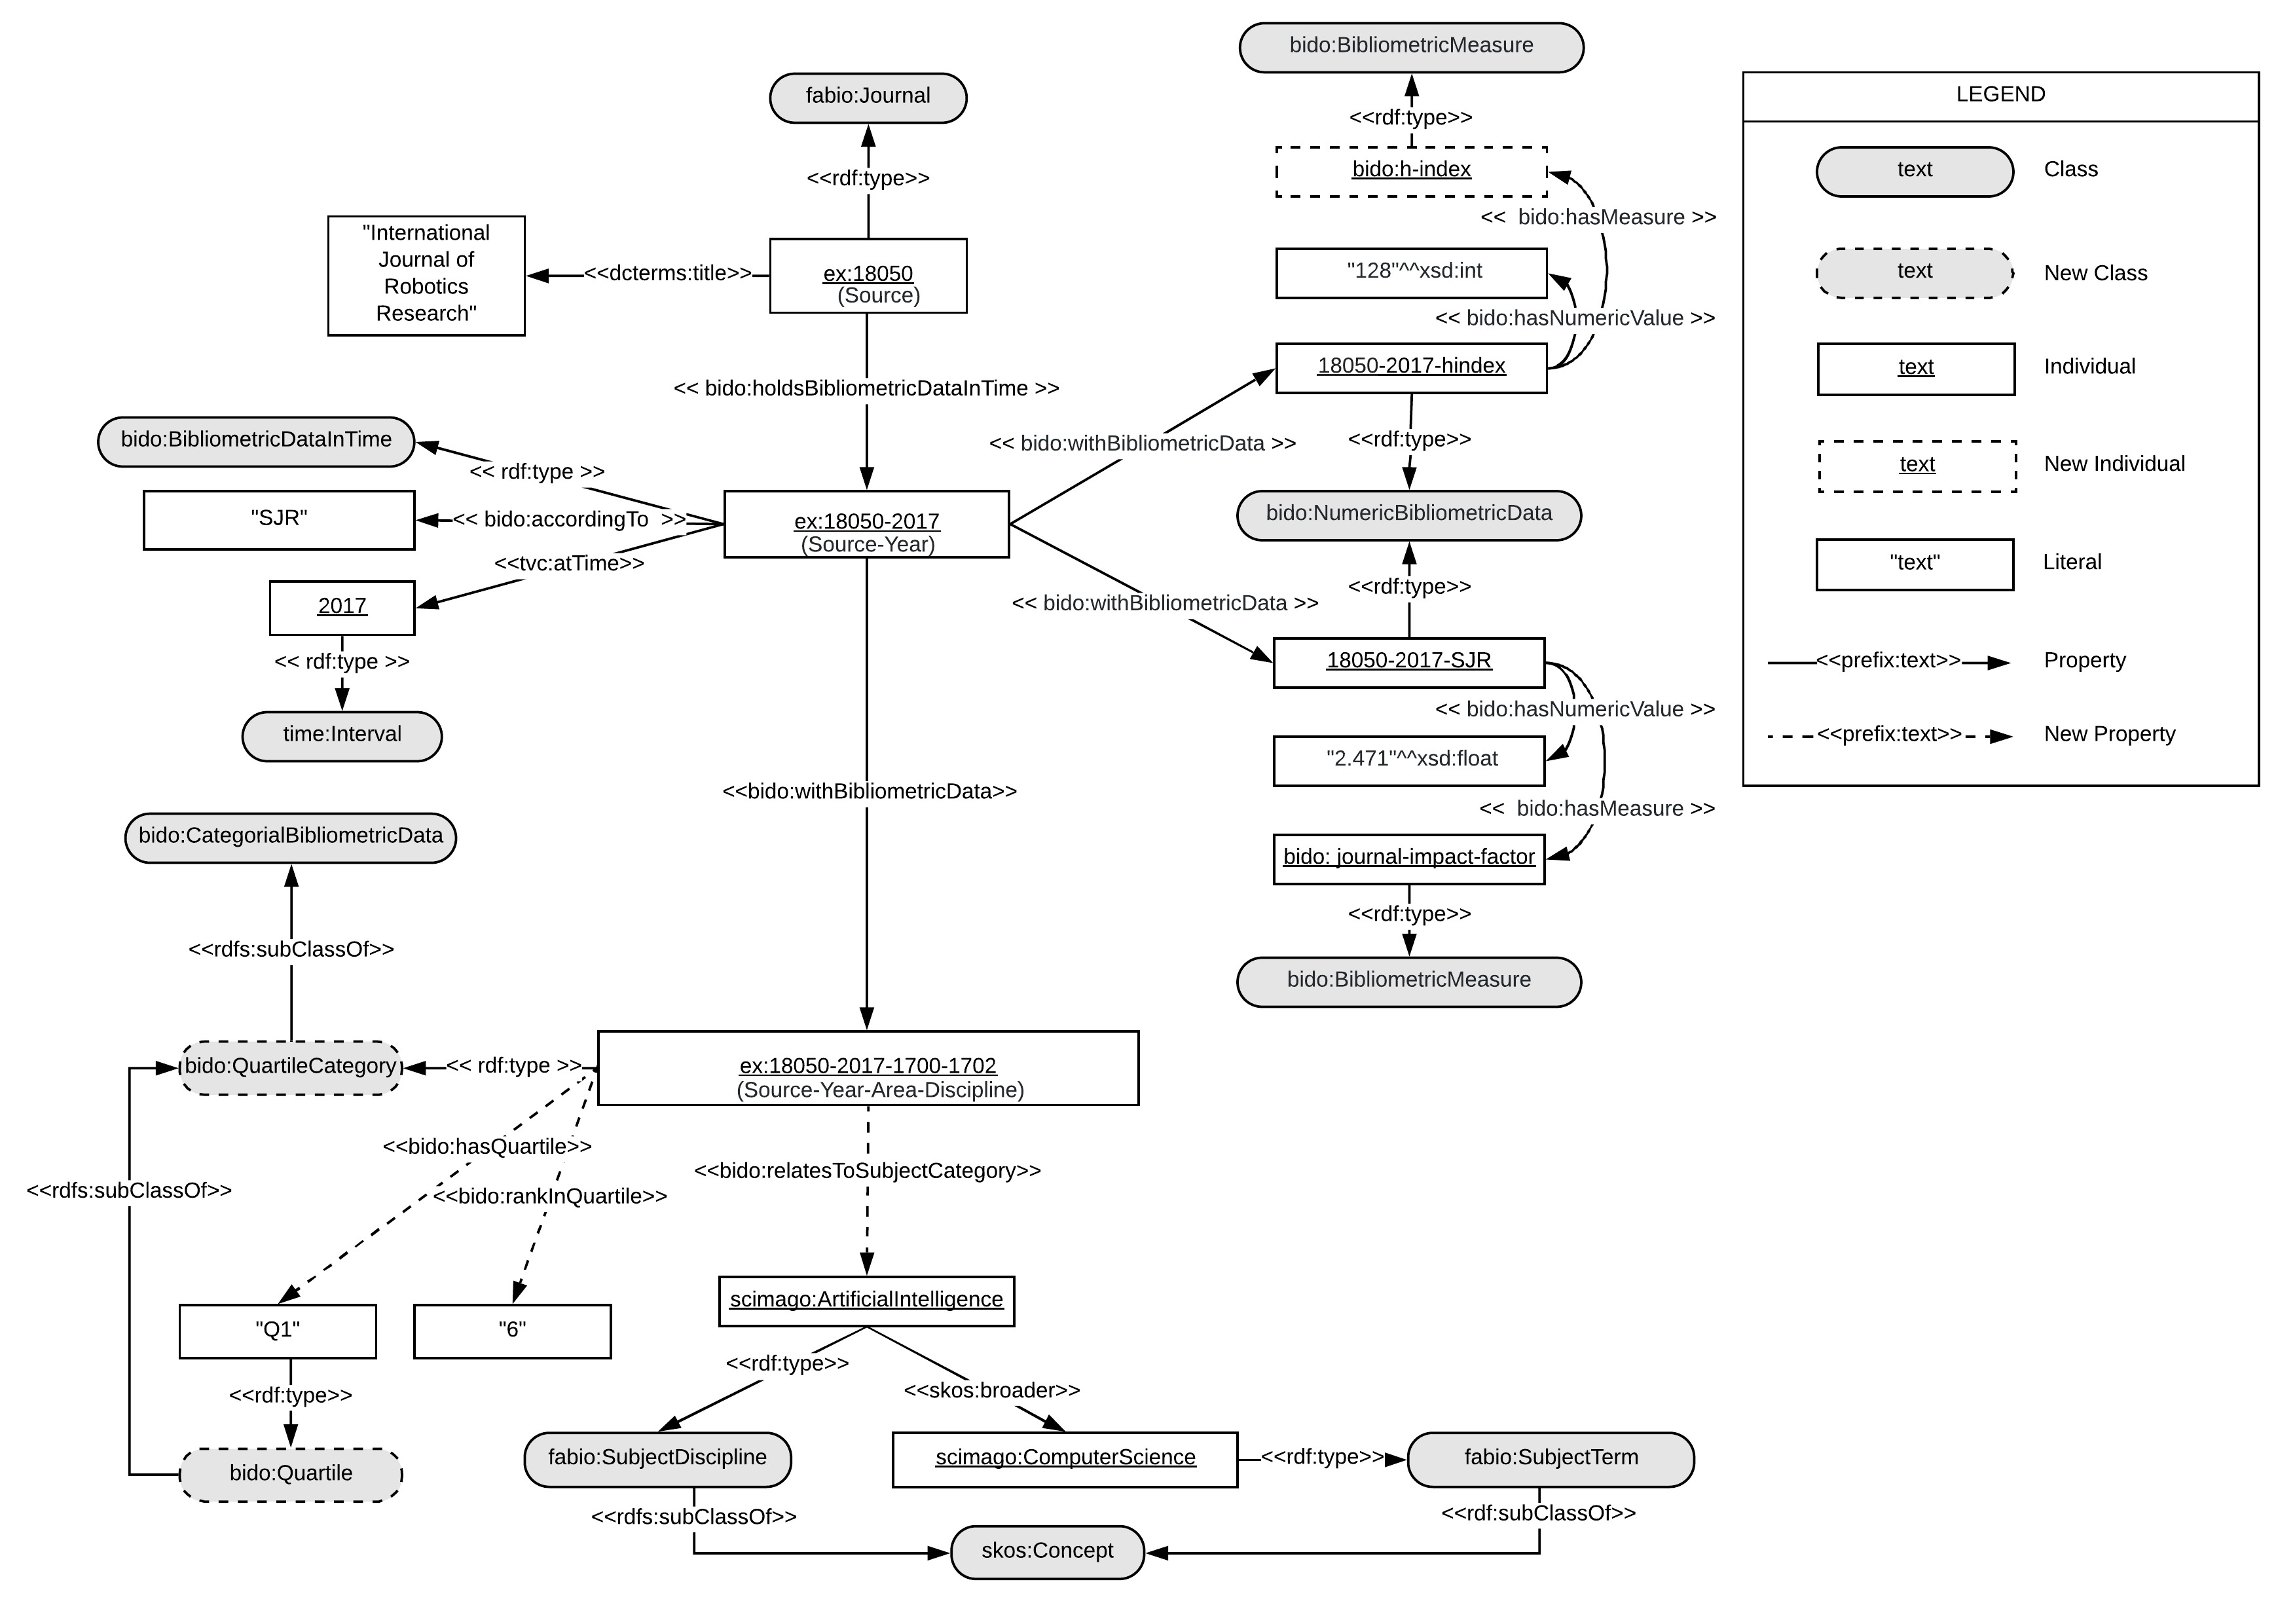 bido:BibliometricMeasure
fabio:Journal
<<rdf:type>>
<<rdf:type>>
bido:h-index
<<  bido:hasMeasure >>
"International
Journal of
Robotics
Research"
<<dcterms:title>>
ex:18050
(Source)
"128"^^xsd:int
<< bido:hasNumericValue >>
18050-2017-hindex
<< bido:holdsBibliometricDataInTime >>
bido:BibliometricDataInTime
<< rdf:type >>
<< bido:withBibliometricData >>
<<rdf:type>>
"SJR"
<< bido:accordingTo  >>
ex:18050-2017
(Source-Year)
bido:NumericBibliometricData
<<tvc:atTime>>
2017
<< bido:withBibliometricData >>
<<rdf:type>>
<< rdf:type >>
18050-2017-SJR
time:Interval
<< bido:hasNumericValue >>
"2.471"^^xsd:float
<<bido:withBibliometricData>>
<<  bido:hasMeasure >>
bido: journal-impact-factor
<<rdf:type>>
bido:BibliometricMeasure
bido:CategorialBibliometricData
<<rdfs:subClassOf>>
bido:QuartileCategory
<< rdf:type >>
ex:18050-2017-1700-1702
(Source-Year-Area-Discipline)
<<bido:hasQuartile>>
<<bido:relatesToSubjectCategory>>
<<rdfs:subClassOf>>
<<bido:rankInQuartile>>
scimago:ArtificialIntelligence
"Q1"
"6"
<<rdf:type>>
<<skos:broader>>
<<rdf:type>>
bido:Quartile
fabio:SubjectDiscipline
scimago:ComputerScience
<<rdf:type>>
fabio:SubjectTerm
<<rdfs:subClassOf>>
<<rdf:subClassOf>>
skos:Concept
LEGEND
text
Class
text
New Class
text
Individual
text
New Individual
"text"
Literal
<<prefix:text>>
Property
<<prefix:text>>
New Property